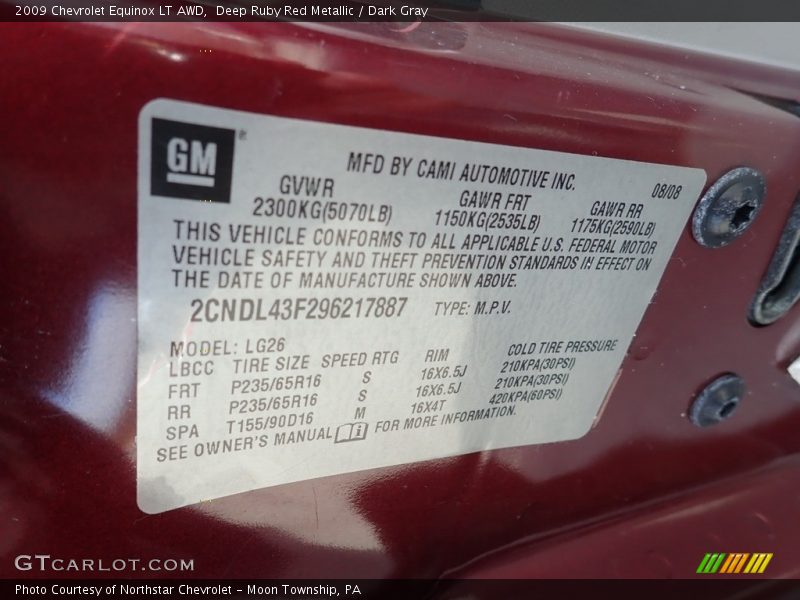 2009 Chevrolet Equinox LT AWD, Deep Ruby Red Metallic / Dark Gray
GM®
MFD BY CAMI AUTOMOTIVE INC.
08/08
GVWR GAWR FRT GAWR RR
2300KG(5070LB) 1150KG(2535LB) 1175KG(2590LB)
THIS VEHICLE CONFORMS TO ALL APPLICABLE U.S. FEDERAL MOTOR
VEHICLE SAFETY AND THEFT PREVENTION STANDARDS IN EFFECT ON
THE DATE OF MANUFACTURE SHOWN ABOVE.
2CNDL43F296217887 TYPE: M.P.V.
MODEL: LG26
LBCC TIRE SIZE SPEED RTG RIM COLD TIRE PRESSURE
FRT P235/65R16 S 16X6.5J 210KPA(30PSI)
RR P235/65R16 S 16X6.5J 210KPA(30PSI)
SPA T155/90D16 M 16X4T 420KPA(60PSI)
SEE OWNER'S MANUAL i FOR MORE INFORMATION.
GTCARLOT.COM
Photo Courtesy of Northstar Chevrolet - Moon Township, PA